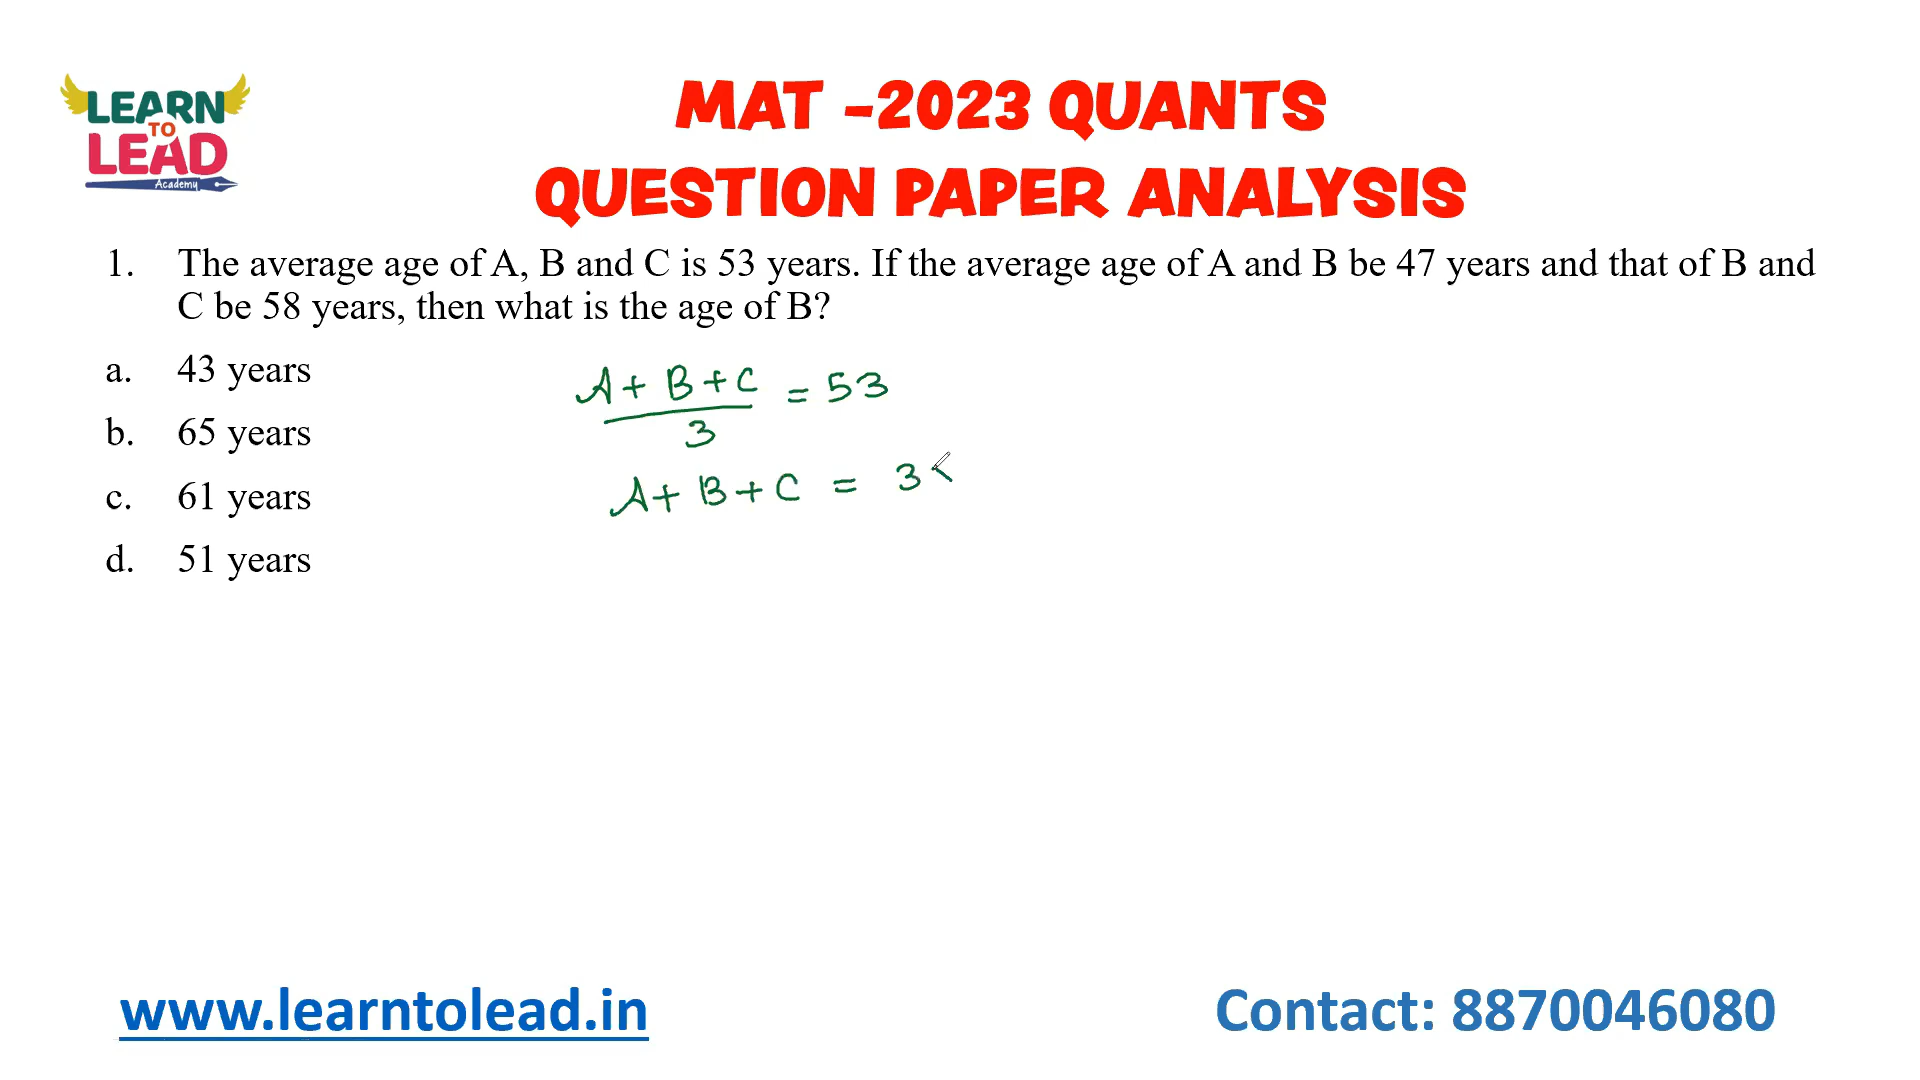 LEARN
TO
LEAD
Academy
MAT -2023 QUANTS
QUESTION PAPER ANALYSIS
1. The average age of A, B and C is 53 years. If the average age of A and B be 47 years and that of B and
C be 58 years, then what is the age of B?
a. 43 years
b. 65 years
c. 61 years
d. 51 years
A + B + C = 53
3
A + B + C = 3
www.learntolead.in
Contact: 8870046080